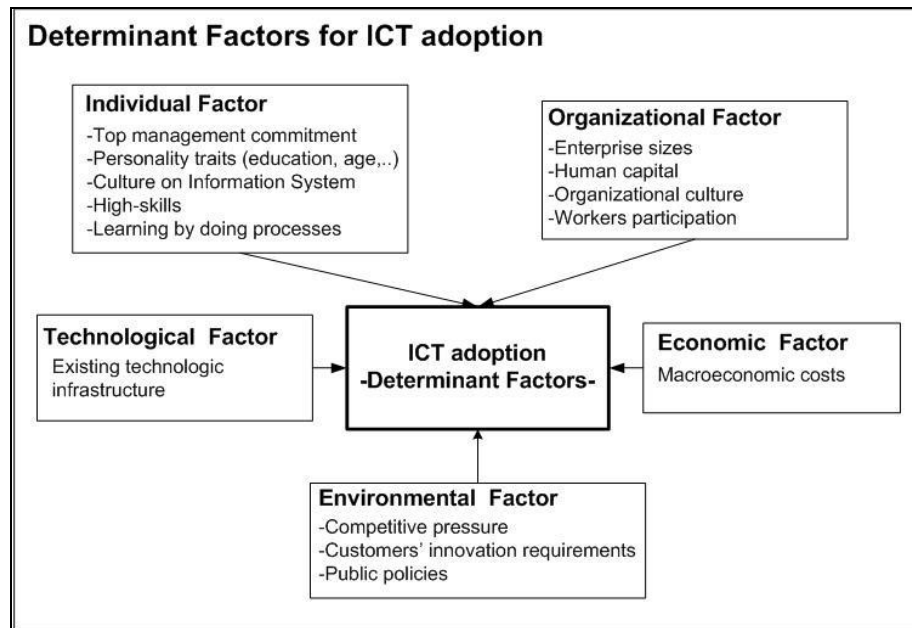 Determinant Factors for ICT adoption
Individual Factor
-Top management commitment
-Personality traits (education, age,..)
-Culture on Information System
-High-skills
-Learning by doing processes
Organizational Factor
-Enterprise sizes
-Human capital
-Organizational culture
-Workers participation
Technological Factor
Existing technologic
infrastructure
ICT adoption
-Determinant Factors-
Economic Factor
Macroeconomic costs
Environmental Factor
-Competitive pressure
-Customers' innovation requirements
-Public policies